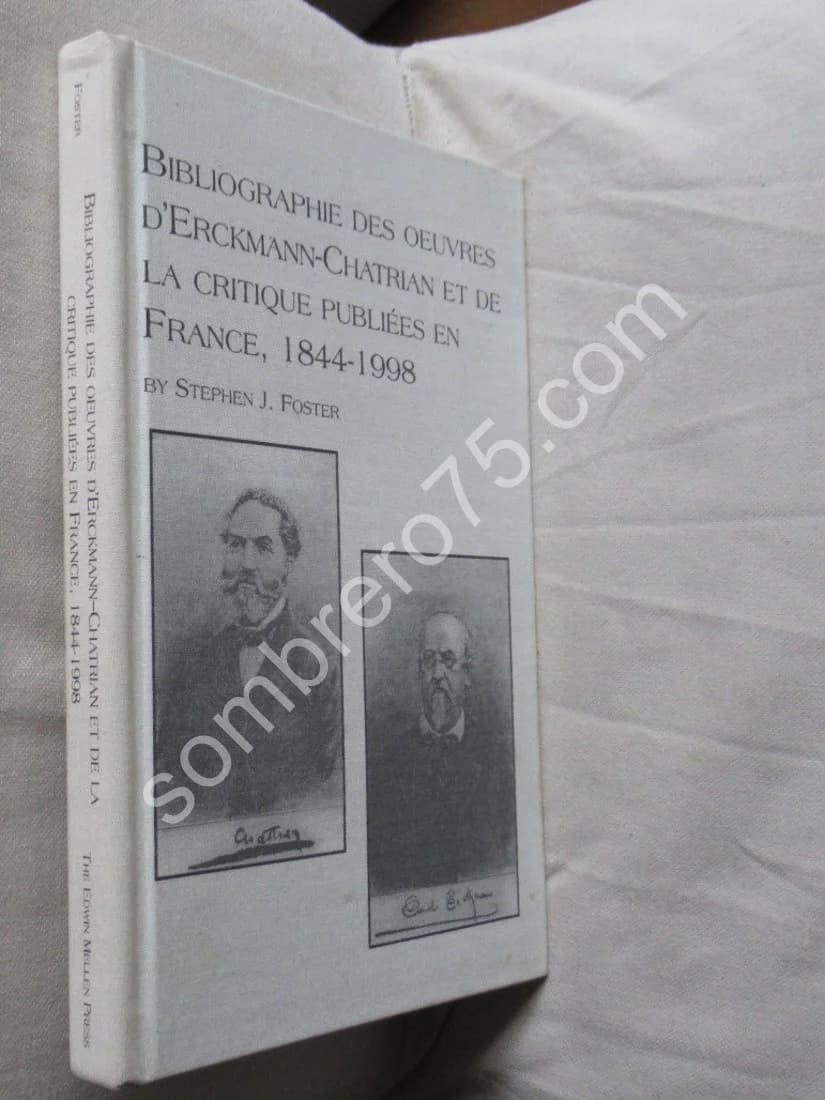 BIBLIOGRAPHIE DES OEUVRES
D'ERCKMANN-CHATRIAN ET DE
LA CRITIQUE PUBLIÉES EN
FRANCE, 1844-1998
BY STEPHEN J. FOSTER
Chatrian
FOSTER
BIBLIOGRAPHIE DES OEUVRES D'ERCKMANN-CHATRIAN ET DE LA
CRITIQUE PUBLIÉES EN FRANCE, 1844-1998
THE EDWIN MELLEN PRESS
sombrero75.com